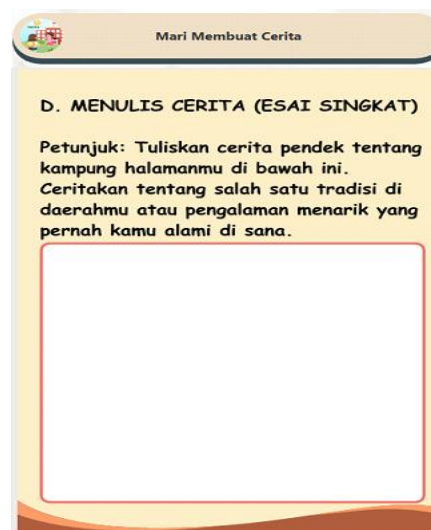 Mari Membuat Cerita
D. MENULIS CERITA (ESAI SINGKAT)
Petunjuk: Tuliskan cerita pendek tentang
kampung halamanmu di bawah ini.
Ceritakan tentang salah satu tradisi di
daerahmu atau pengalaman menarik yang
pernah kamu alami di sana.